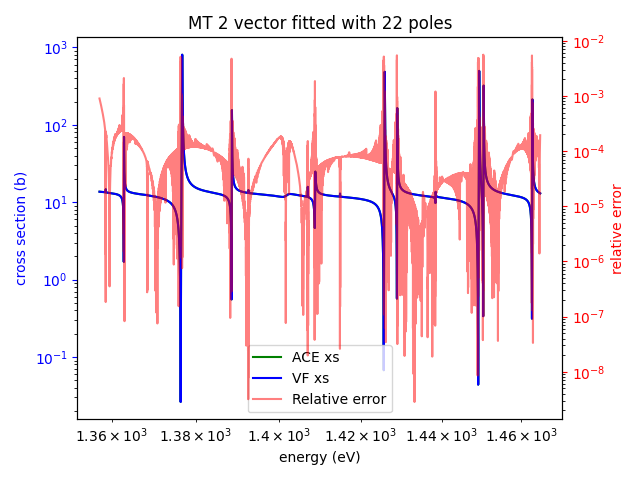 MT 2 vector fitted with 22 poles
cross section (b)
10³
10²
10¹
10⁰
10⁻¹
10⁻²
10⁻³
10⁻⁴
10⁻⁵
10⁻⁶
10⁻⁷
10⁻⁸
relative error
ACE xs
VF xs
Relative error
1.36 × 10³ 1.38 × 10³ 1.4 × 10³ 1.42 × 10³ 1.44 × 10³ 1.46 × 10³
energy (eV)